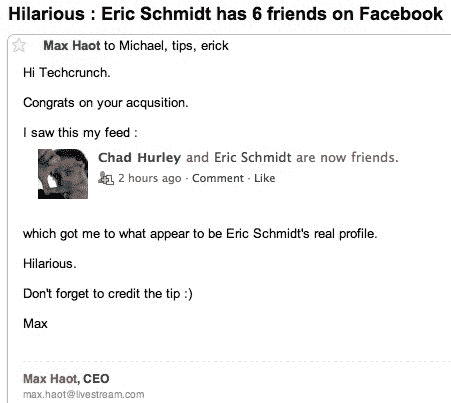 Hilarious : Eric Schmidt has 6 friends on Facebook
Max Haot to Michael, tips, erick
Hi Techcrunch.
Congrats on your acqusition.
I saw this my feed :
Chad Hurley and Eric Schmidt are now friends.
2 hours ago · Comment · Like
which got me to what appear to be Eric Schmidt's real profile.
Hilarious.
Don't forget to credit the tip :)
Max
Max Haot, CEO
max.haot@livestream.com